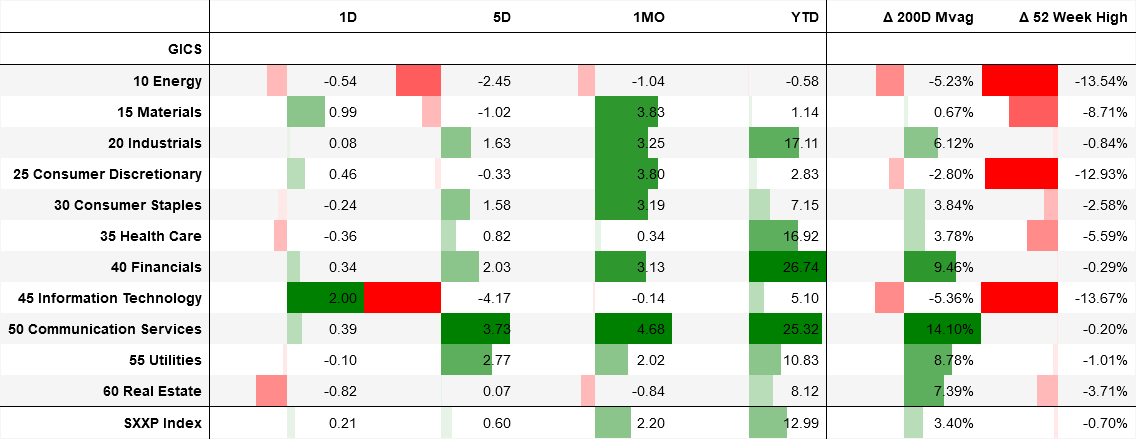 1D 5D 1MO YTD Δ 200D Mvag Δ 52 Week High
GICS
10 Energy -0.54 -2.45 -1.04 -0.58 -5.23% -13.54%
15 Materials 0.99 -1.02 3.83 1.14 0.67% -8.71%
20 Industrials 0.08 1.63 3.25 17.11 6.12% -0.84%
25 Consumer Discretionary 0.46 -0.33 3.80 2.83 -2.80% -12.93%
30 Consumer Staples -0.24 1.58 3.19 7.15 3.84% -2.58%
35 Health Care -0.36 0.82 0.34 16.92 3.78% -5.59%
40 Financials 0.34 2.03 3.13 26.74 9.46% -0.29%
45 Information Technology 2.00 -4.17 -0.14 5.10 -5.36% -13.67%
50 Communication Services 0.39 3.73 4.68 25.32 14.10% -0.20%
55 Utilities -0.10 2.77 2.02 10.83 8.78% -1.01%
60 Real Estate -0.82 0.07 -0.84 8.12 7.39% -3.71%
SXXP Index 0.21 0.60 2.20 12.99 3.40% -0.70%